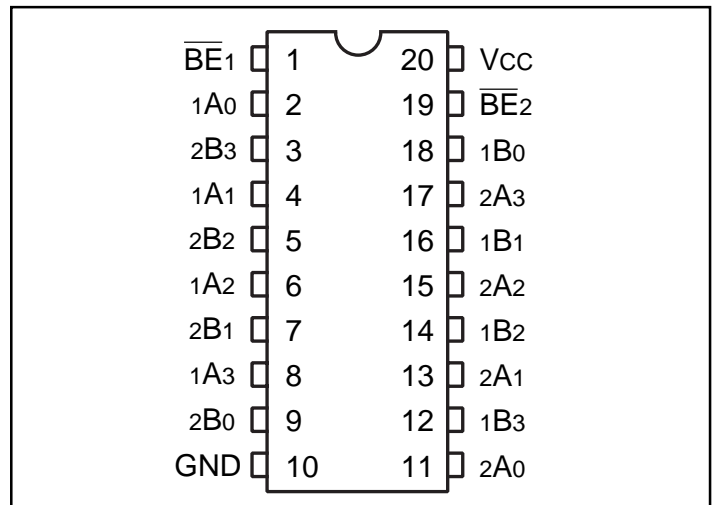 BE1 1 20 VCC
1A0 2 19 BE2
2B3 3 18 1B0
1A1 4 17 2A3
2B2 5 16 1B1
1A2 6 15 2A2
2B1 7 14 1B2
1A3 8 13 2A1
2B0 9 12 1B3
GND 10 11 2A0